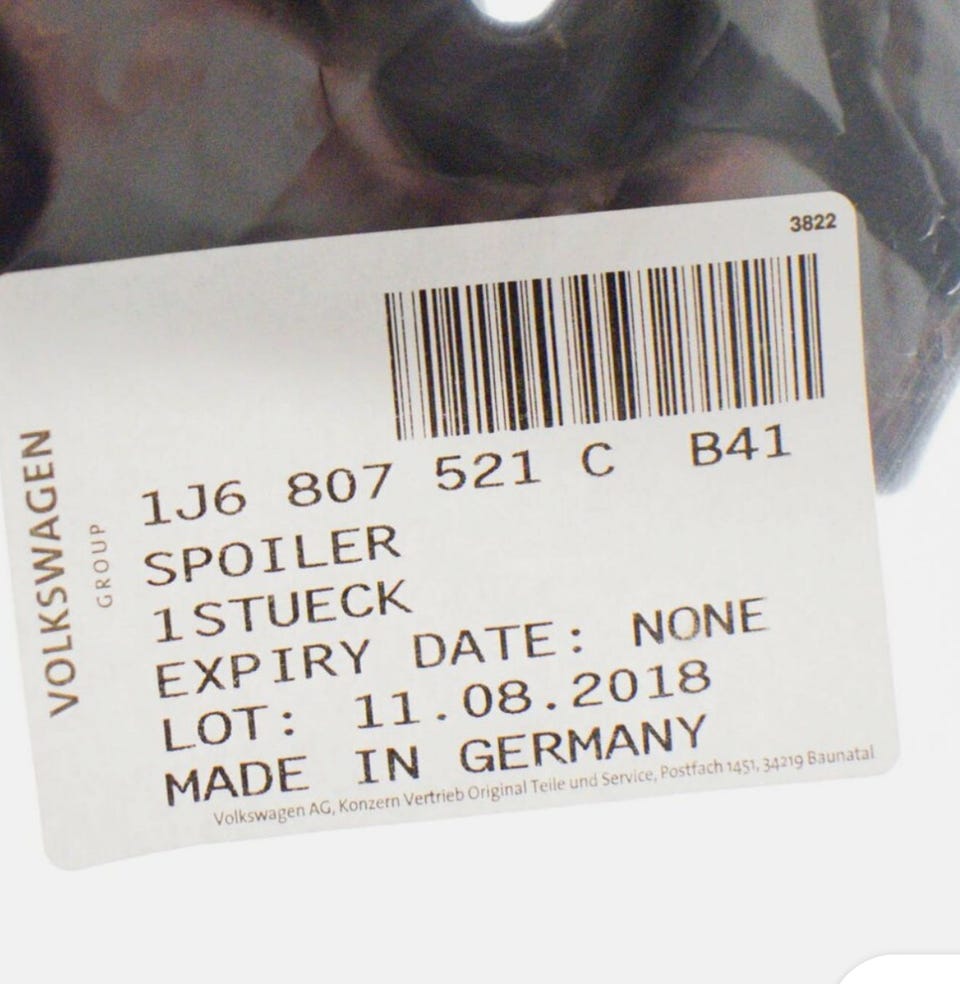 3822
1J6 807 521 C B41
SPOILER
1STUECK
EXPIRY DATE: NONE
LOT: 11.08.2018
MADE IN GERMANY
Volkswagen AG, Konzern Vertrieb Original Teile und Service, Postfach 1451, 34219 Baunatal
VOLKSWAGEN
GROUP